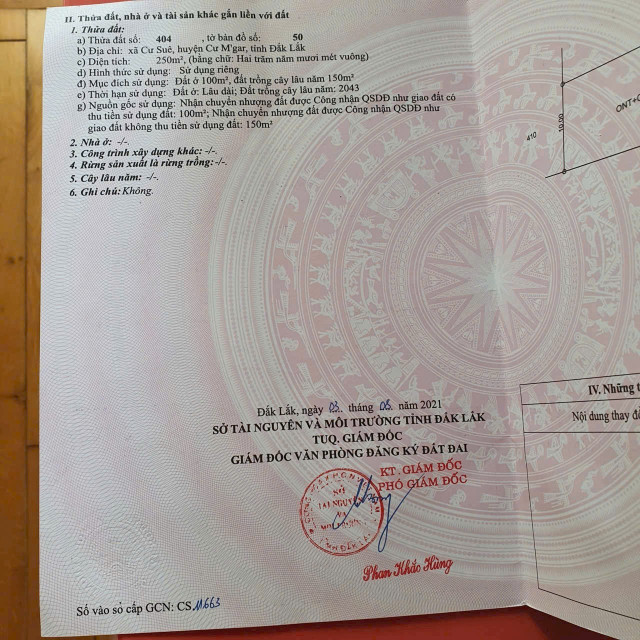 II. Thửa đất, nhà ở và tài sản khác gắn liền với đất
1. Thửa đất:
a) Thửa đất số: 404 , tờ bản đồ số: 50
b) Địa chỉ: xã Cư Suê, huyện Cư M'gar, tỉnh Đắk Lắk
c) Diện tích: 250m², (bằng chữ: Hai trăm năm mươi mét vuông)
d) Hình thức sử dụng: Sử dụng riêng
đ) Mục đích sử dụng: Đất ở 100m², đất trồng cây lâu năm 150m²
e) Thời hạn sử dụng: Đất ở: Lâu dài; Đất trồng cây lâu năm: 2043
g) Nguồn gốc sử dụng: Nhận chuyển nhượng đất được Công nhận QSDĐ như giao đất có
thu tiền sử dụng đất: 100m²; Nhận chuyển nhượng đất được Công nhận QSDĐ như
giao đất không thu tiền sử dụng đất: 150m²
2. Nhà ở: -/-.
3. Công trình xây dựng khác: -/-.
4. Rừng sản xuất là rừng trồng: -/-.
5. Cây lâu năm: -/-.
6. Ghi chú: Không.
ONT+C
10.00
410
Đắk Lắk, ngày 03 tháng 08 năm 2021
SỞ TÀI NGUYÊN VÀ MÔI TRƯỜNG TỈNH ĐẮK LẮK
TUQ. GIÁM ĐỐC
GIÁM ĐỐC VĂN PHÒNG ĐĂNG KÝ ĐẤT ĐAI
KT. GIÁM ĐỐC
PHÓ GIÁM ĐỐC
SỞ
TÀI NGUYÊN
VÀ
Phan Khắc Hùng
Số vào sổ cấp GCN: CS 11663
IV. Những t
Nội dung thay đổ